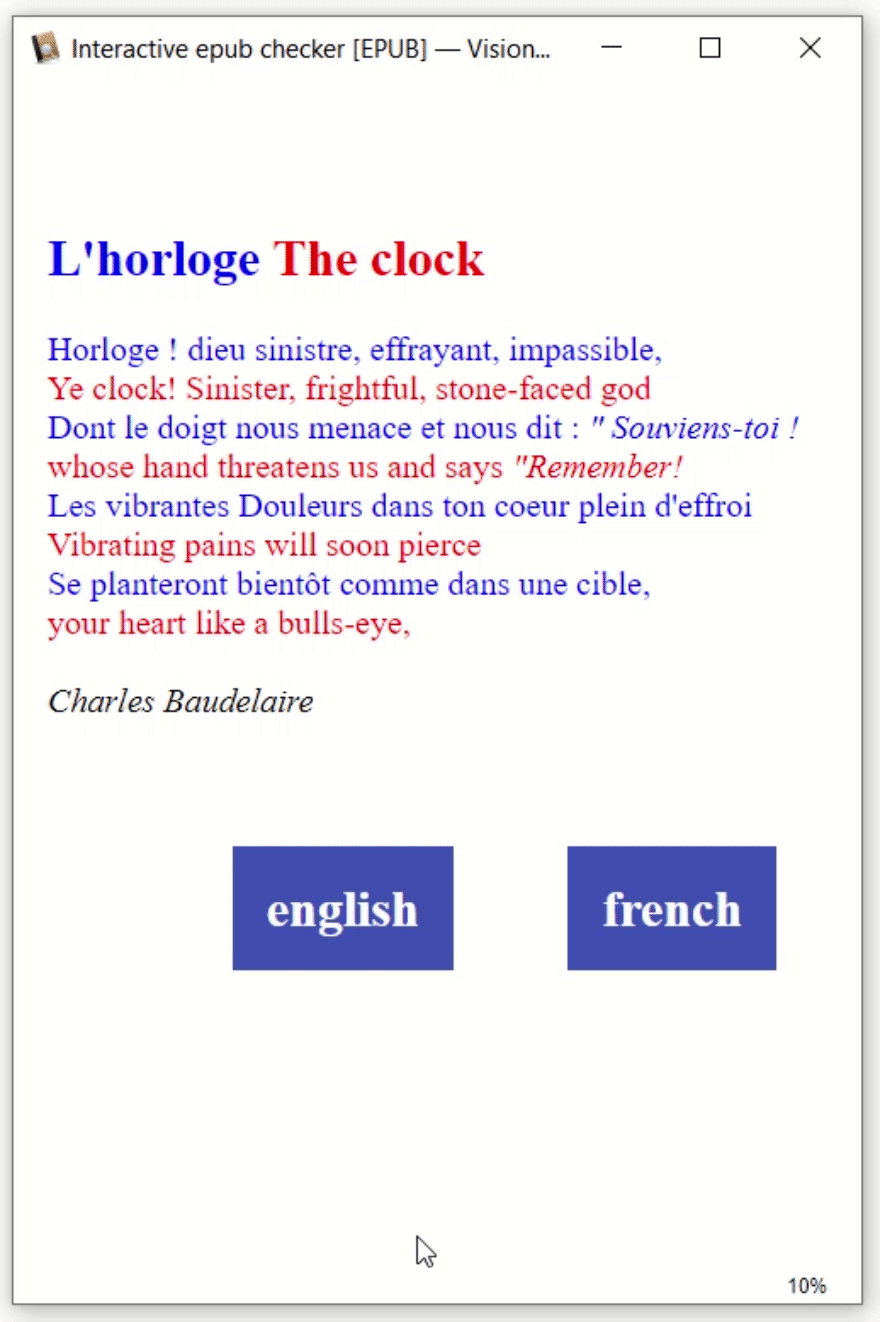 Interactive epub checker [EPUB] — Vision...
L'horloge The clock
Horloge ! dieu sinistre, effrayant, impassible,
Ye clock! Sinister, frightful, stone-faced god
Dont le doigt nous menace et nous dit : " Souviens-toi !
whose hand threatens us and says "Remember!
Les vibrantes Douleurs dans ton coeur plein d'effroi
Vibrating pains will soon pierce
Se planteront bientôt comme dans une cible,
your heart like a bulls-eye,
Charles Baudelaire
english french
10%